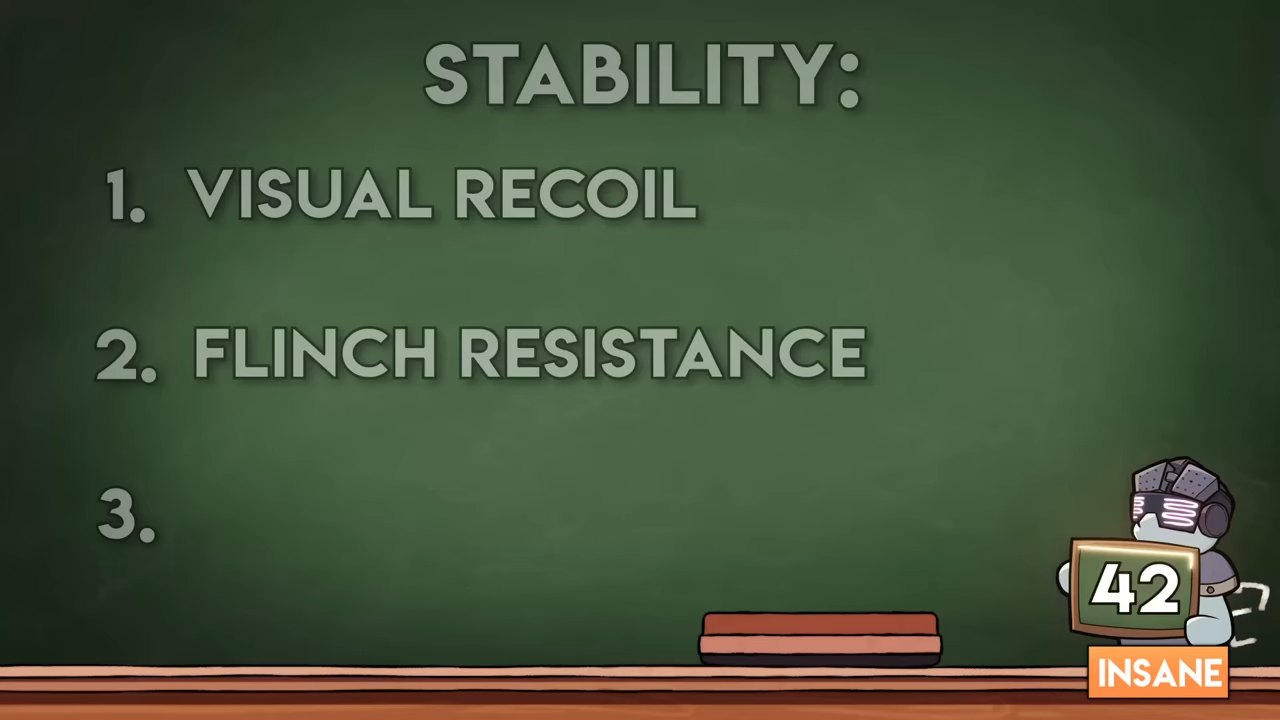 STABILITY:
1. VISUAL RECOIL
2. FLINCH RESISTANCE
3.
42
INSANE